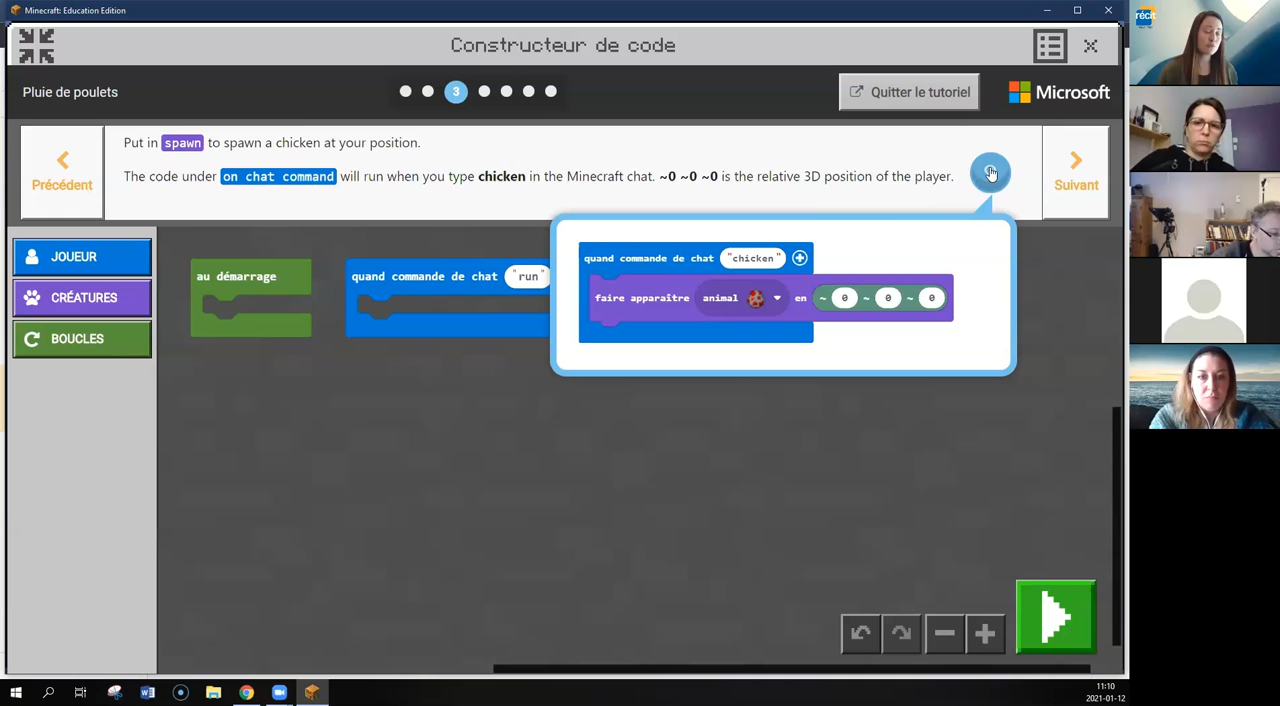 Minecraft: Education Edition
Constructeur de code
Pluie de poulets
3
Quitter le tutoriel
Microsoft
Précédent
Put in spawn to spawn a chicken at your position.
The code under on chat command will run when you type chicken in the Minecraft chat. ~0 ~0 ~0 is the relative 3D position of the player.
Suivant
JOUEUR
CRÉATURES
BOUCLES
au démarrage
quand commande de chat "run"
quand commande de chat "chicken"
faire apparaître animal en ~ 0 ~ 0 ~ 0
11:10
2021-01-12
récit